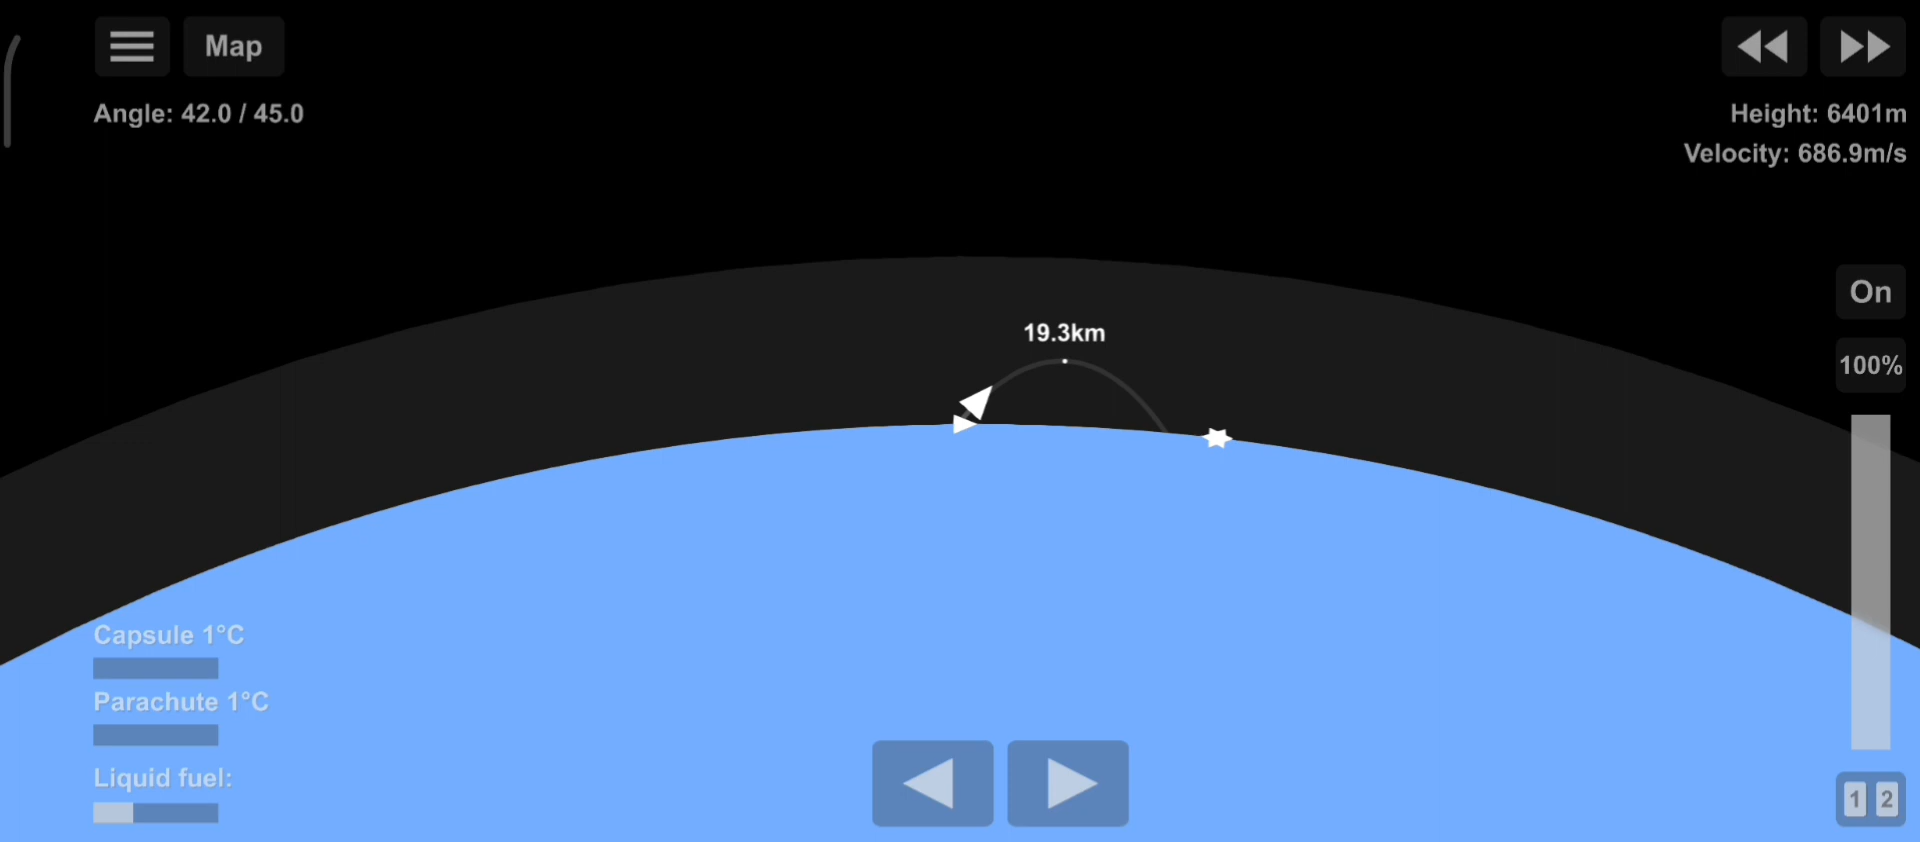 Map
Angle: 42.0 / 45.0
Height: 6401m
Velocity: 686.9m/s
On
19.3km
100%
Capsule 1°C
Parachute 1°C
Liquid fuel:
1 2